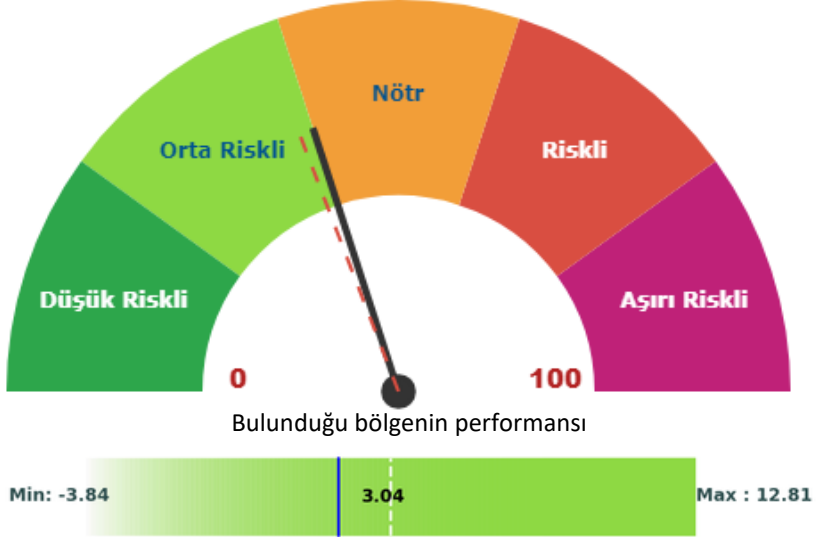 Nötr
Orta Riskli
Riskli
Düşük Riskli
Aşırı Riskli
0
100
Bulunduğu bölgenin performansı
Min: -3.84
3.04
Max : 12.81